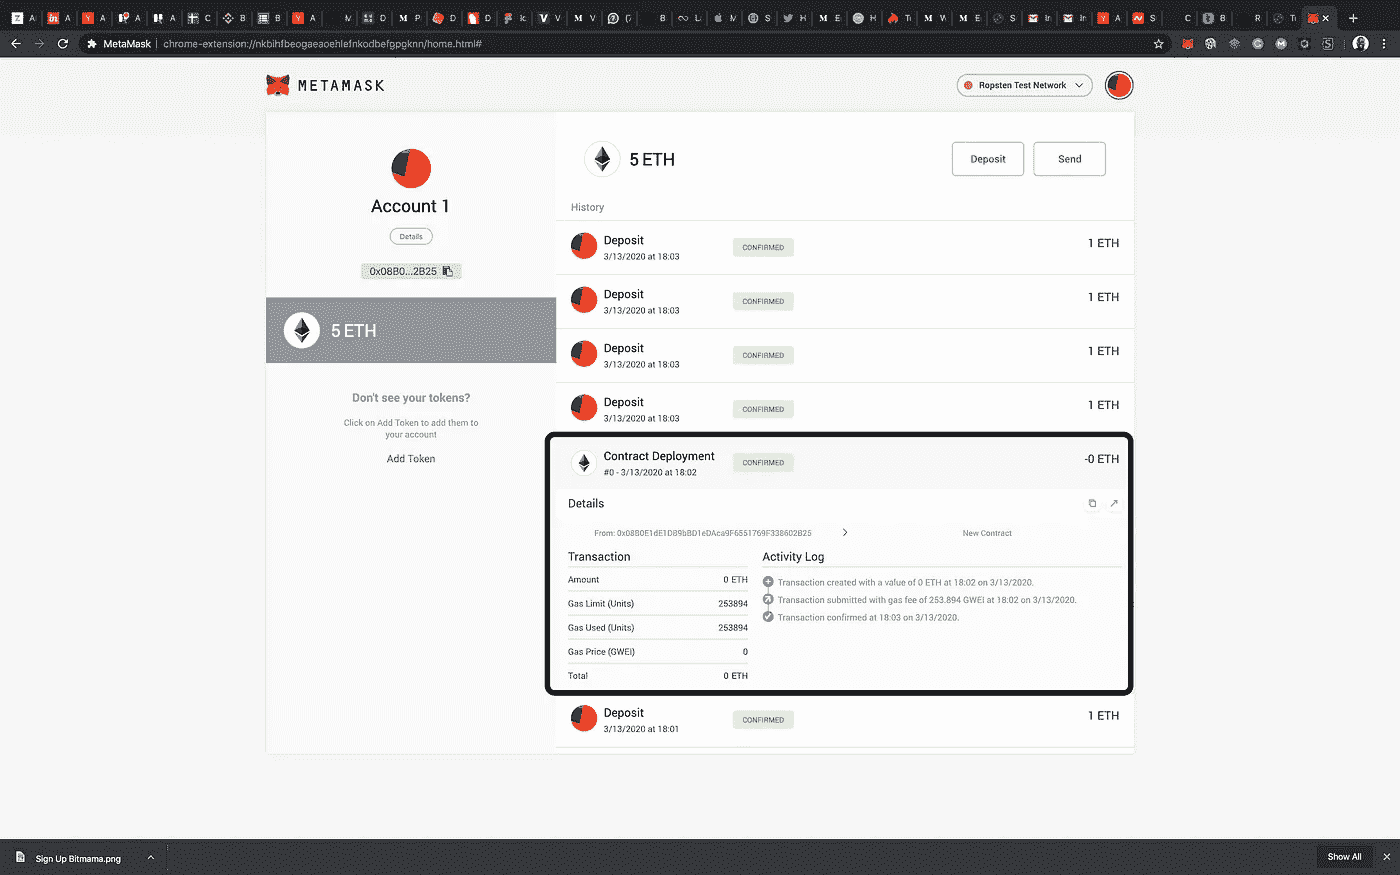 MetaMask
chrome-extension://nkbihfbeogaeaoehlefnkodbefgpgknn/home.html#
METAMASK
Ropsten Test Network
Account 1
Details
0x08B0...2B25
5 ETH
Don't see your tokens?
Click on Add Token to add them to
your account
Add Token
5 ETH
Deposit
Send
History
Deposit
3/13/2020 at 18:03
CONFIRMED
1 ETH
Deposit
3/13/2020 at 18:03
CONFIRMED
1 ETH
Deposit
3/13/2020 at 18:03
CONFIRMED
1 ETH
Deposit
3/13/2020 at 18:03
CONFIRMED
1 ETH
Contract Deployment
#0 - 3/13/2020 at 18:02
CONFIRMED
-0 ETH
Details
From: 0x08B0E1dE1D89bBD1eDAca9F6551769F338602B25
New Contract
Transaction
Amount 0 ETH
Gas Limit (Units) 253894
Gas Used (Units) 253894
Gas Price (GWEI) 0
Total 0 ETH
Activity Log
Transaction created with a value of 0 ETH at 18:02 on 3/13/2020.
Transaction submitted with gas fee of 253.894 GWEI at 18:02 on 3/13/2020.
Transaction confirmed at 18:03 on 3/13/2020.
Deposit
3/13/2020 at 18:01
CONFIRMED
1 ETH
Sign Up Bitmama.png
Show All